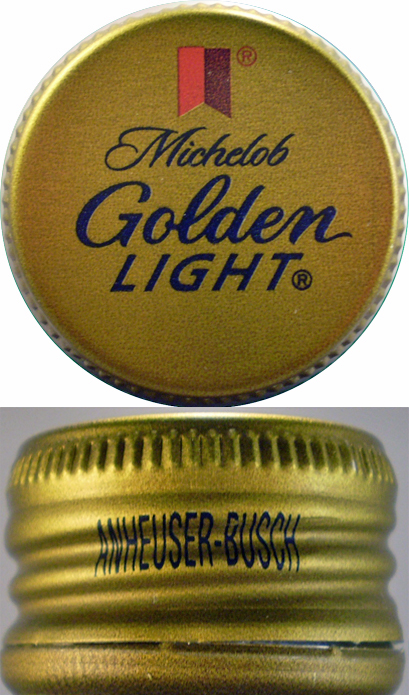 ®
Michelob
Golden
LIGHT®
ANHEUSER-BUSCH